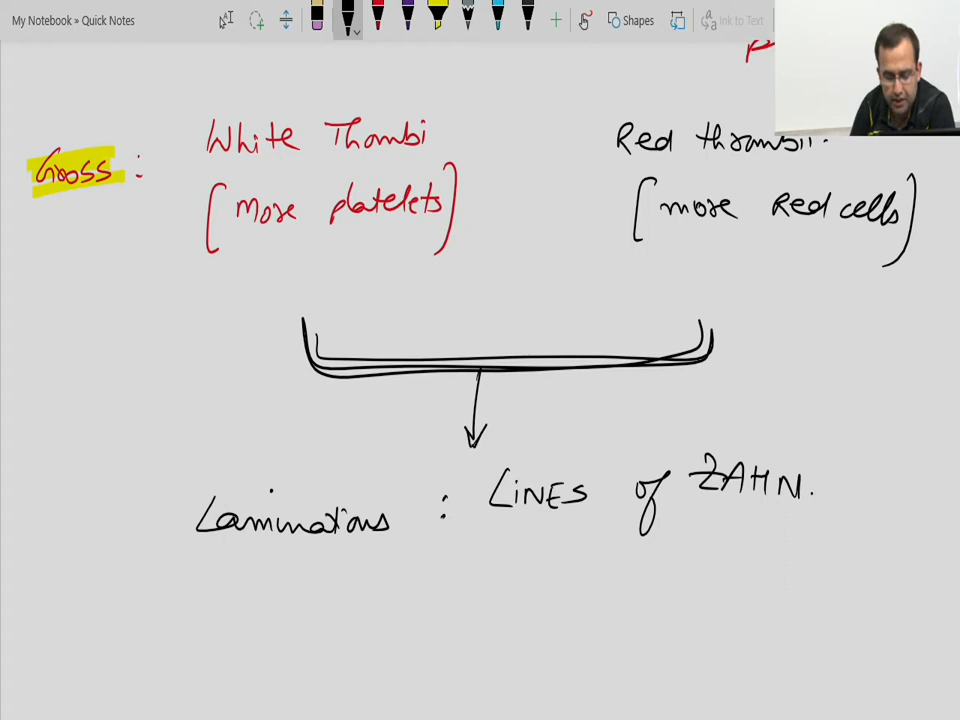 My Notebook » Quick Notes
Shapes
Ink to Text
Gross :
White Thombi
Red thrombii.
[more platelets]
[more Red cells]
Laminations : LINES of ZAHN.